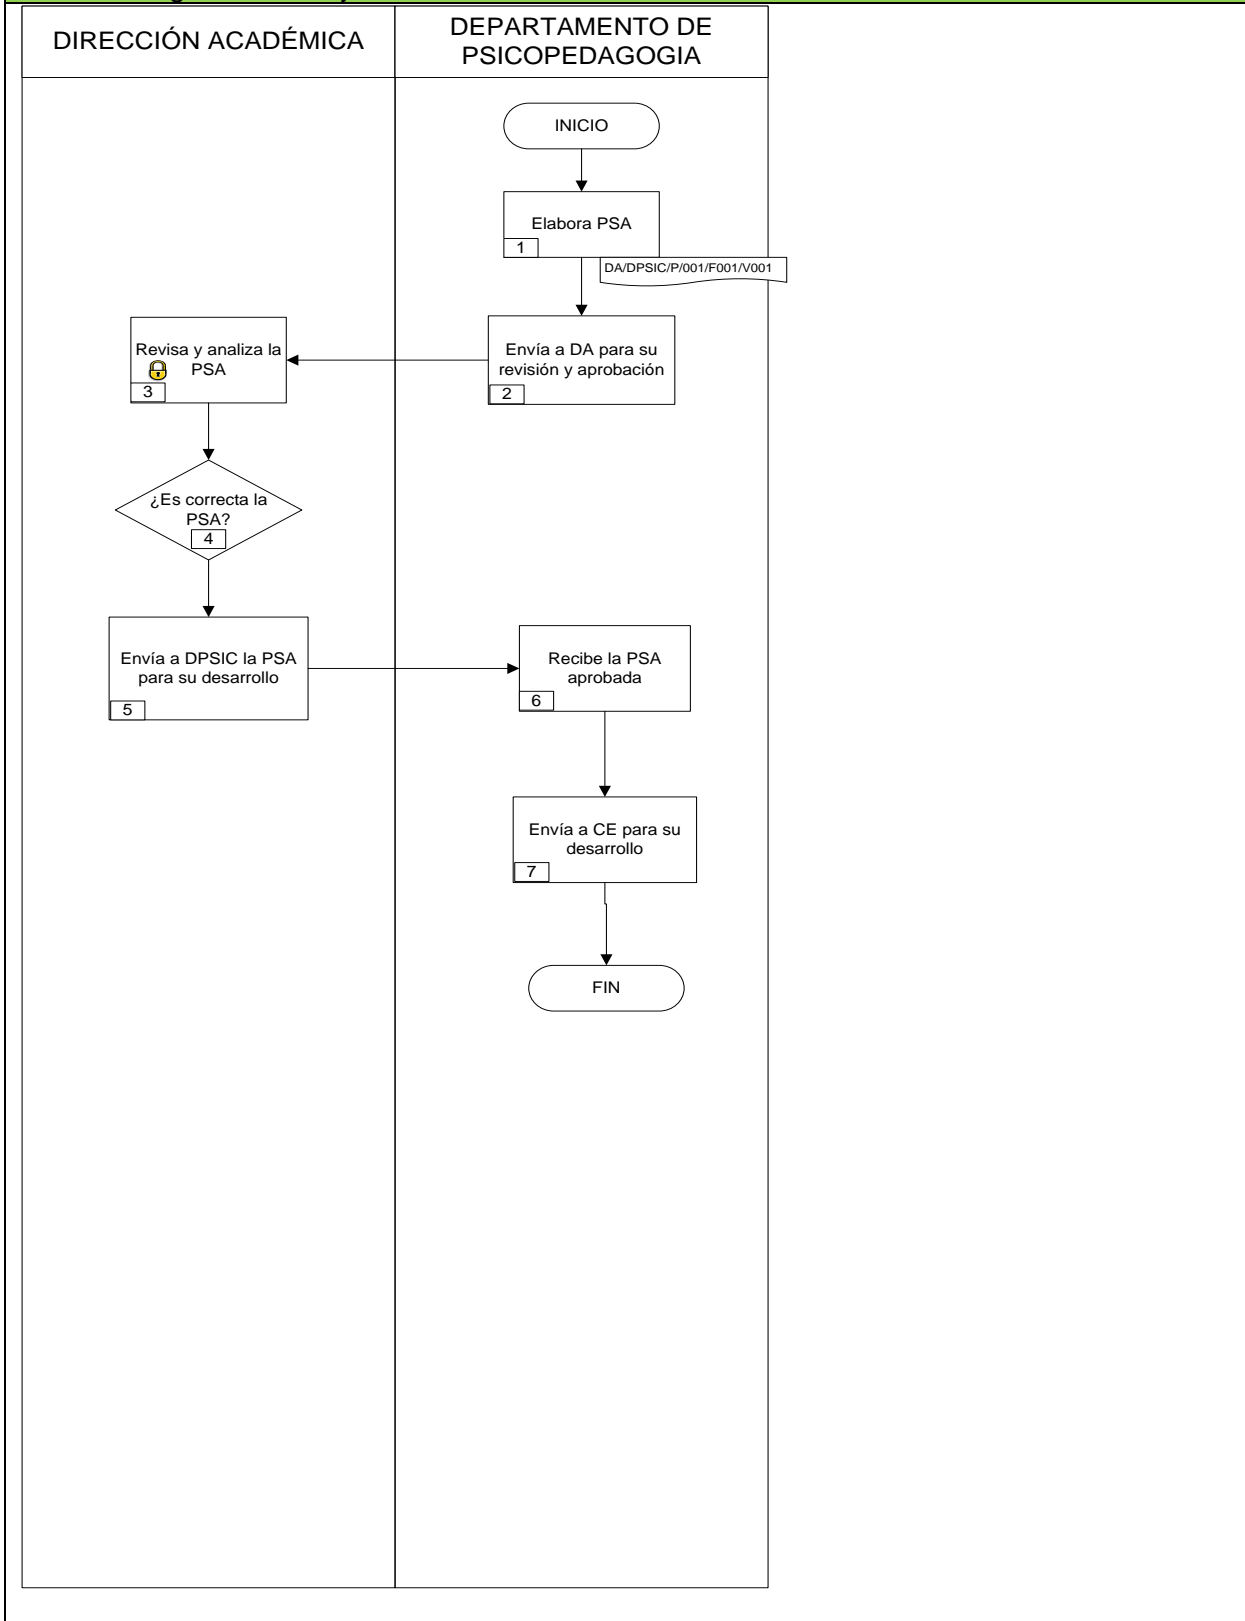 DIRECCIÓN ACADÉMICA
DEPARTAMENTO DE
PSICOPEDAGOGIA
INICIO
Elabora PSA
1
DA/DPSIC/P/001/F001/V001
Envía a DA para su
revisión y aprobación
2
Revisa y analiza la
PSA
3
¿Es correcta la
PSA?
4
Envía a DPSIC la PSA
para su desarrollo
5
Recibe la PSA
aprobada
6
Envía a CE para su
desarrollo
7
FIN